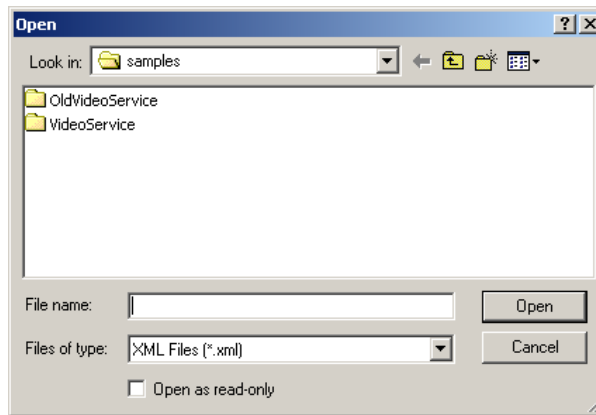 Open
Look in: samples
OldVideoService
VideoService
File name: Open
Files of type: XML Files (*.xml) Cancel
Open as read-only